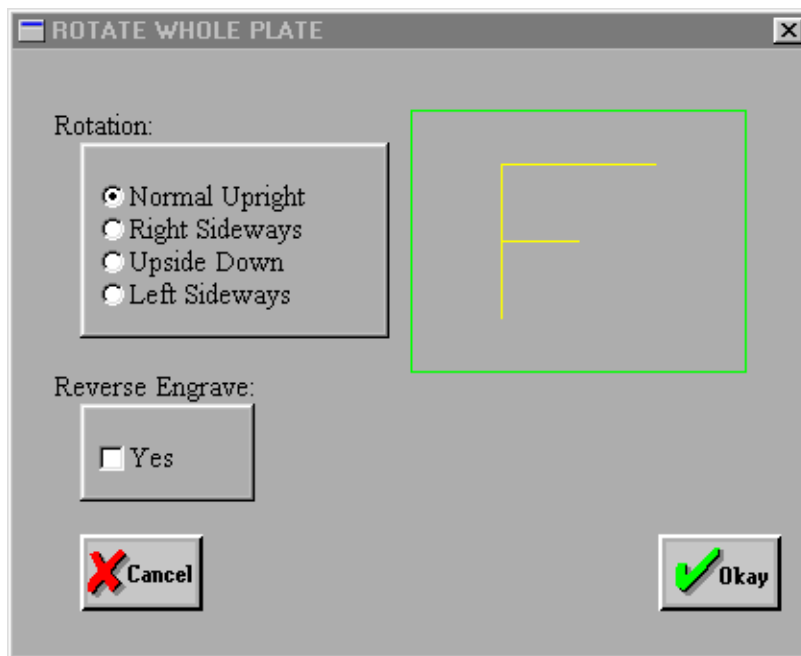 ROTATE WHOLE PLATE
Rotation:
Normal Upright
Right Sideways
Upside Down
Left Sideways
F
Reverse Engrave:
Yes
Cancel
Okay